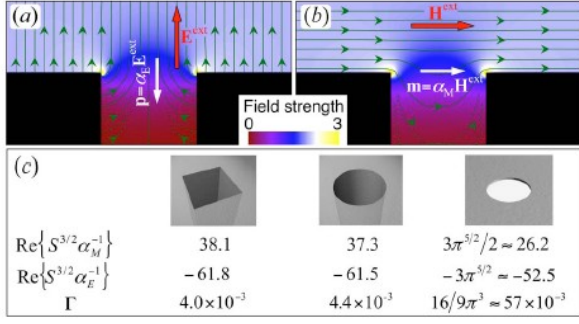 (a)
E^ext
p=α_E E^ext
(b)
H^ext
m=α_M H^ext
Field strength
0 3
(c)
Re{S^{3/2} α_M^{-1}} 38.1 37.3 3π^{5/2}/2 ≈ 26.2
Re{S^{3/2} α_E^{-1}} −61.8 −61.5 −3π^{5/2} ≈ −52.5
Γ 4.0×10^{-3} 4.4×10^{-3} 16/9π^3 ≈ 57×10^{-3}